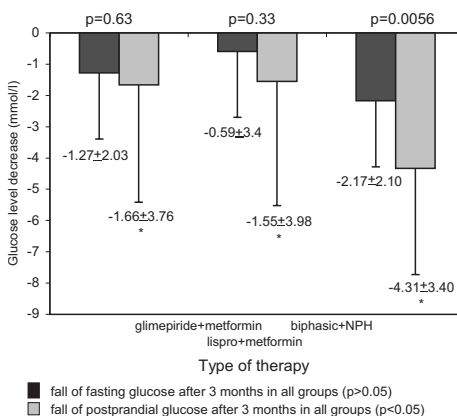 p=0.63 p=0.33 p=0.0056
Glucose level decrease (mmol/l)
0
-1
-2
-3
-4
-5
-6
-7
-8
-9
-1.27±2.03
-1.66±3.76
*
-0.59±3.4
-1.55±3.98
*
-2.17±2.10
-4.31±3.40
*
glimepiride+metformin biphasic+NPH
lispro+metformin
Type of therapy
fall of fasting glucose after 3 months in all groups (p>0.05)
fall of postprandial glucose after 3 months in all groups (p<0.05)